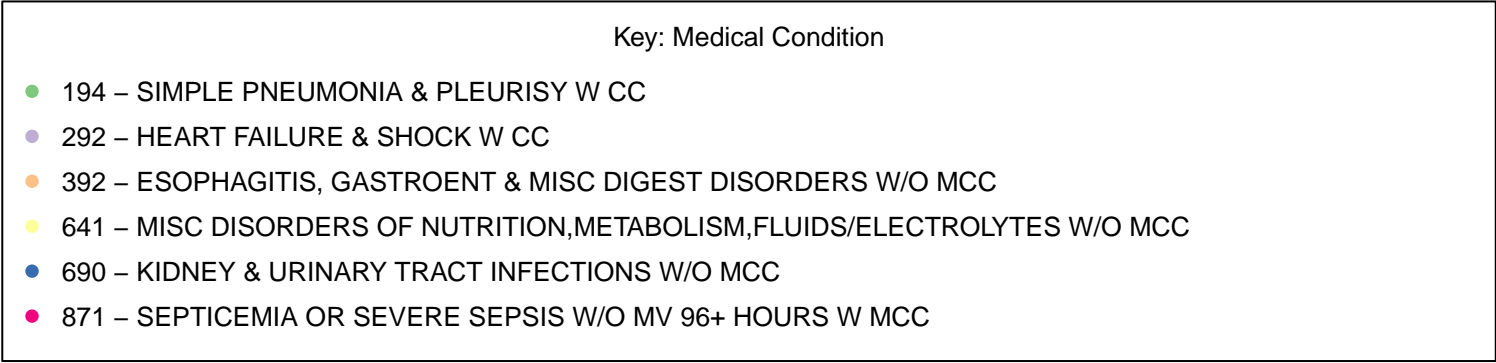 Key: Medical Condition
194 – SIMPLE PNEUMONIA & PLEURISY W CC
292 – HEART FAILURE & SHOCK W CC
392 – ESOPHAGITIS, GASTROENT & MISC DIGEST DISORDERS W/O MCC
641 – MISC DISORDERS OF NUTRITION,METABOLISM,FLUIDS/ELECTROLYTES W/O MCC
690 – KIDNEY & URINARY TRACT INFECTIONS W/O MCC
871 – SEPTICEMIA OR SEVERE SEPSIS W/O MV 96+ HOURS W MCC